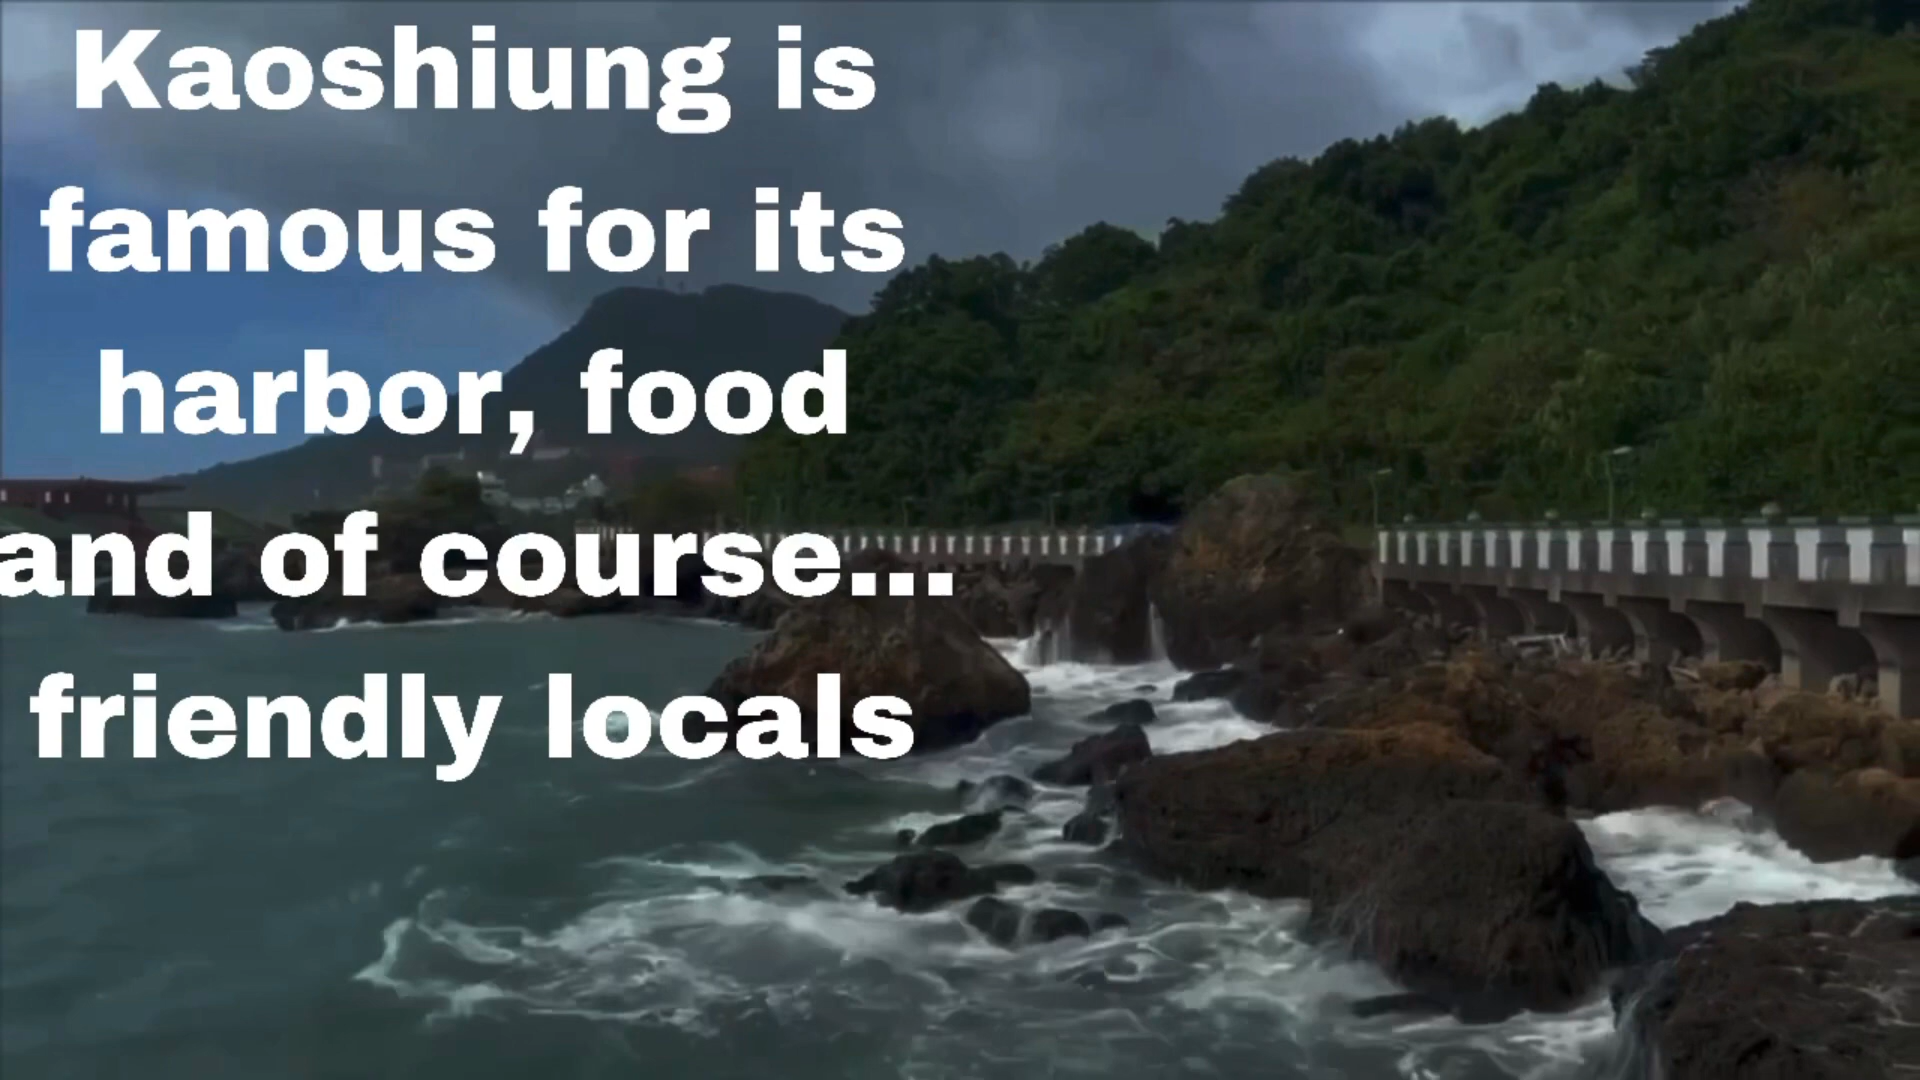 Kaoshiung is
famous for its
harbor, food
and of course...
friendly locals